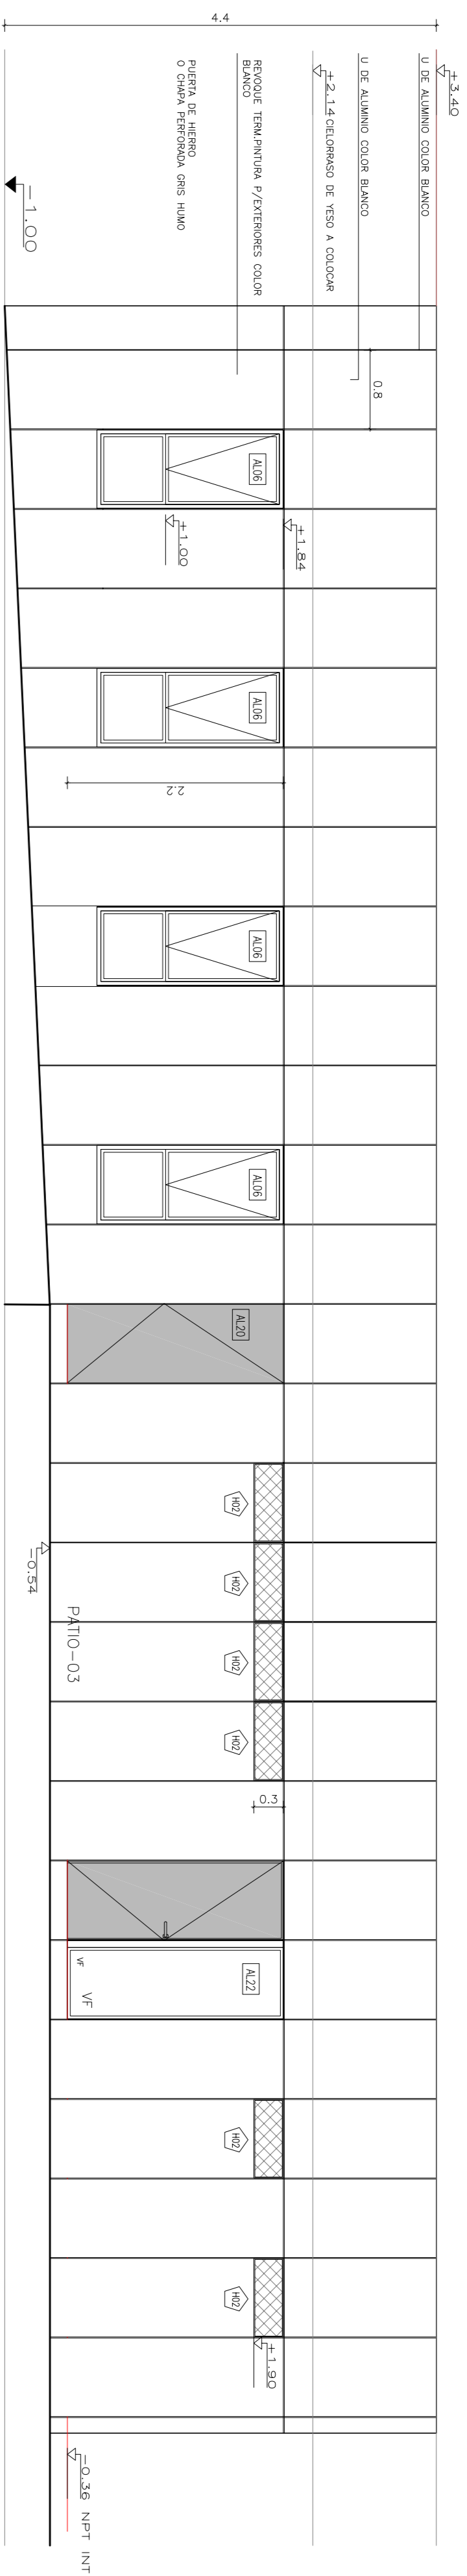 4.4
+3.40
U DE ALUMINIO COLOR BLANCO
U DE ALUMINIO COLOR BLANCO
+2.14 CIELORRASO DE YESO A COLOCAR
REVOQUE TERM.PINTURA P/EXTERIORES COLOR
BLANCO
PUERTA DE HIERRO
O CHAPA PERFORADA GRIS HUMO
-1.00
0.8
AL06
+1.84
+1.00
AL06
2.2
AL06
AL06
AL20
H02
H02
H02
H02
-0.54
PATIO-03
0.3
AL22
VF
VF
H02
H02
+1.90
-0.36 NPT INT